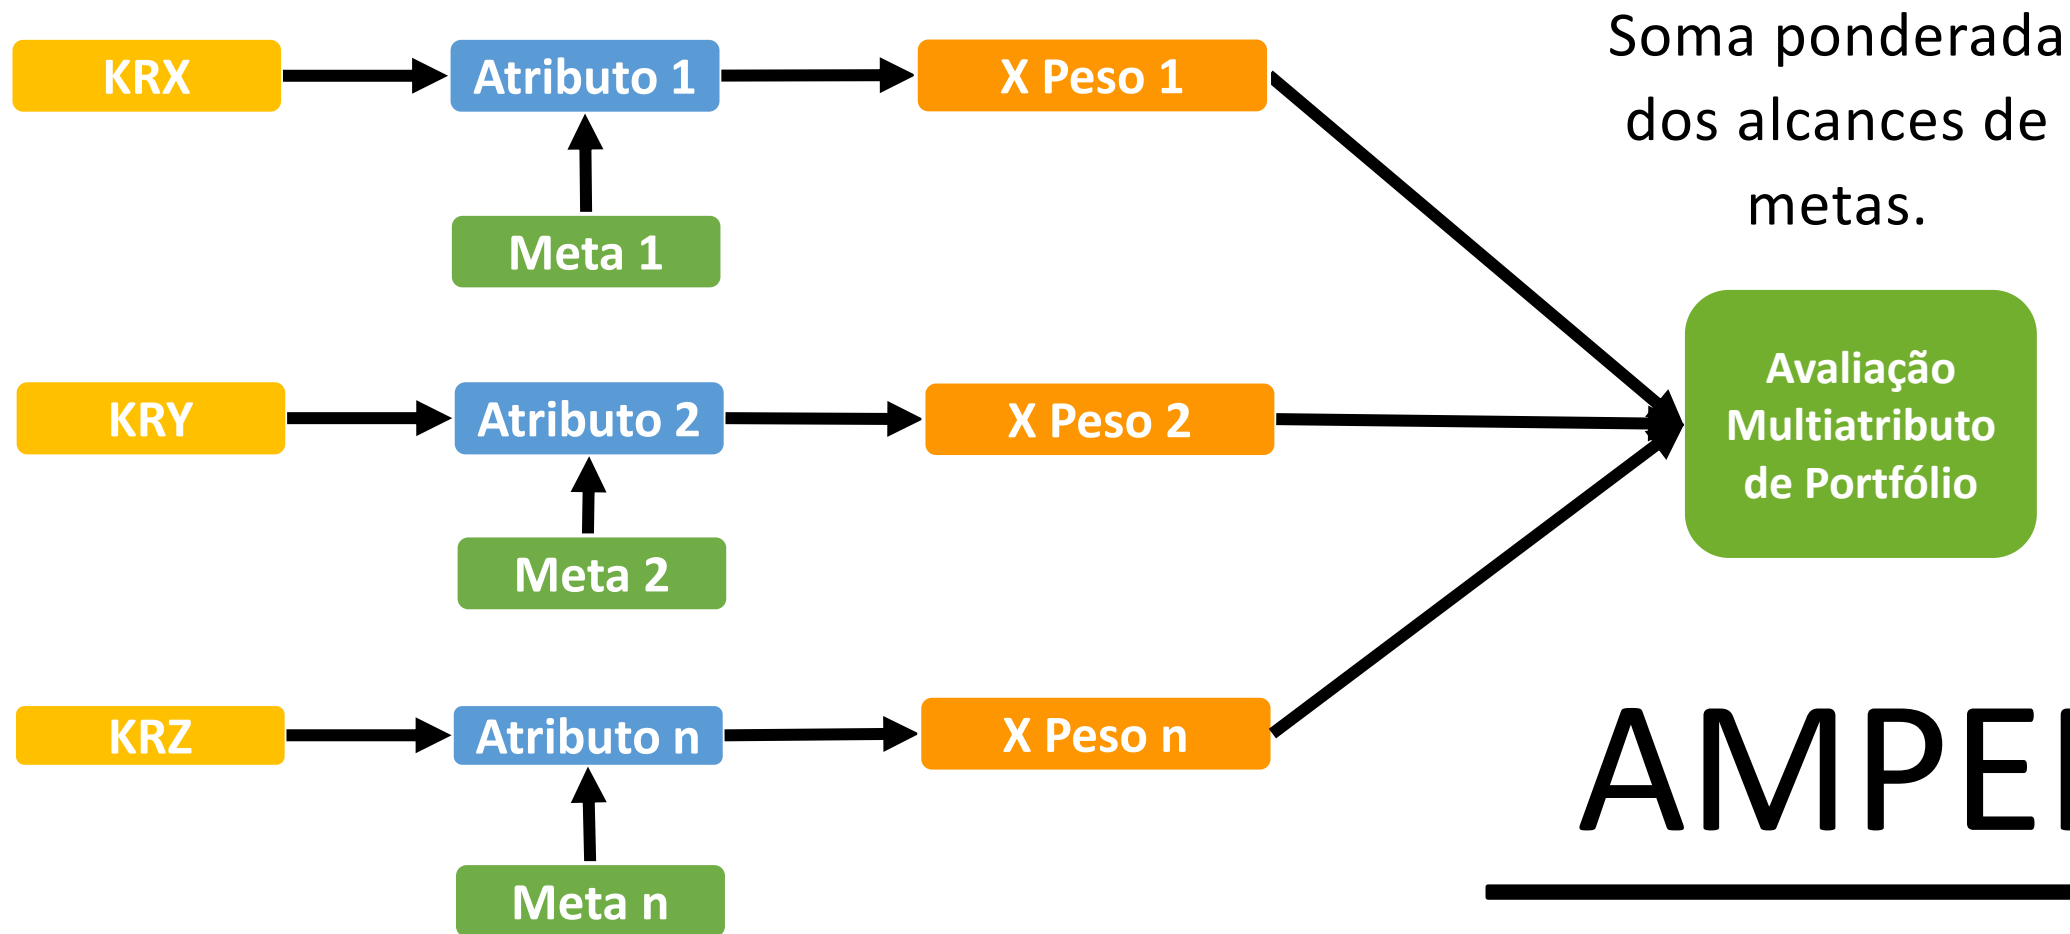 KRX
Atributo 1
X Peso 1
Meta 1
KRY
Atributo 2
X Peso 2
Meta 2
KRZ
Atributo n
X Peso n
Meta n
Soma ponderada
dos alcances de
metas.
Avaliação
Multiatributo
de Portfólio